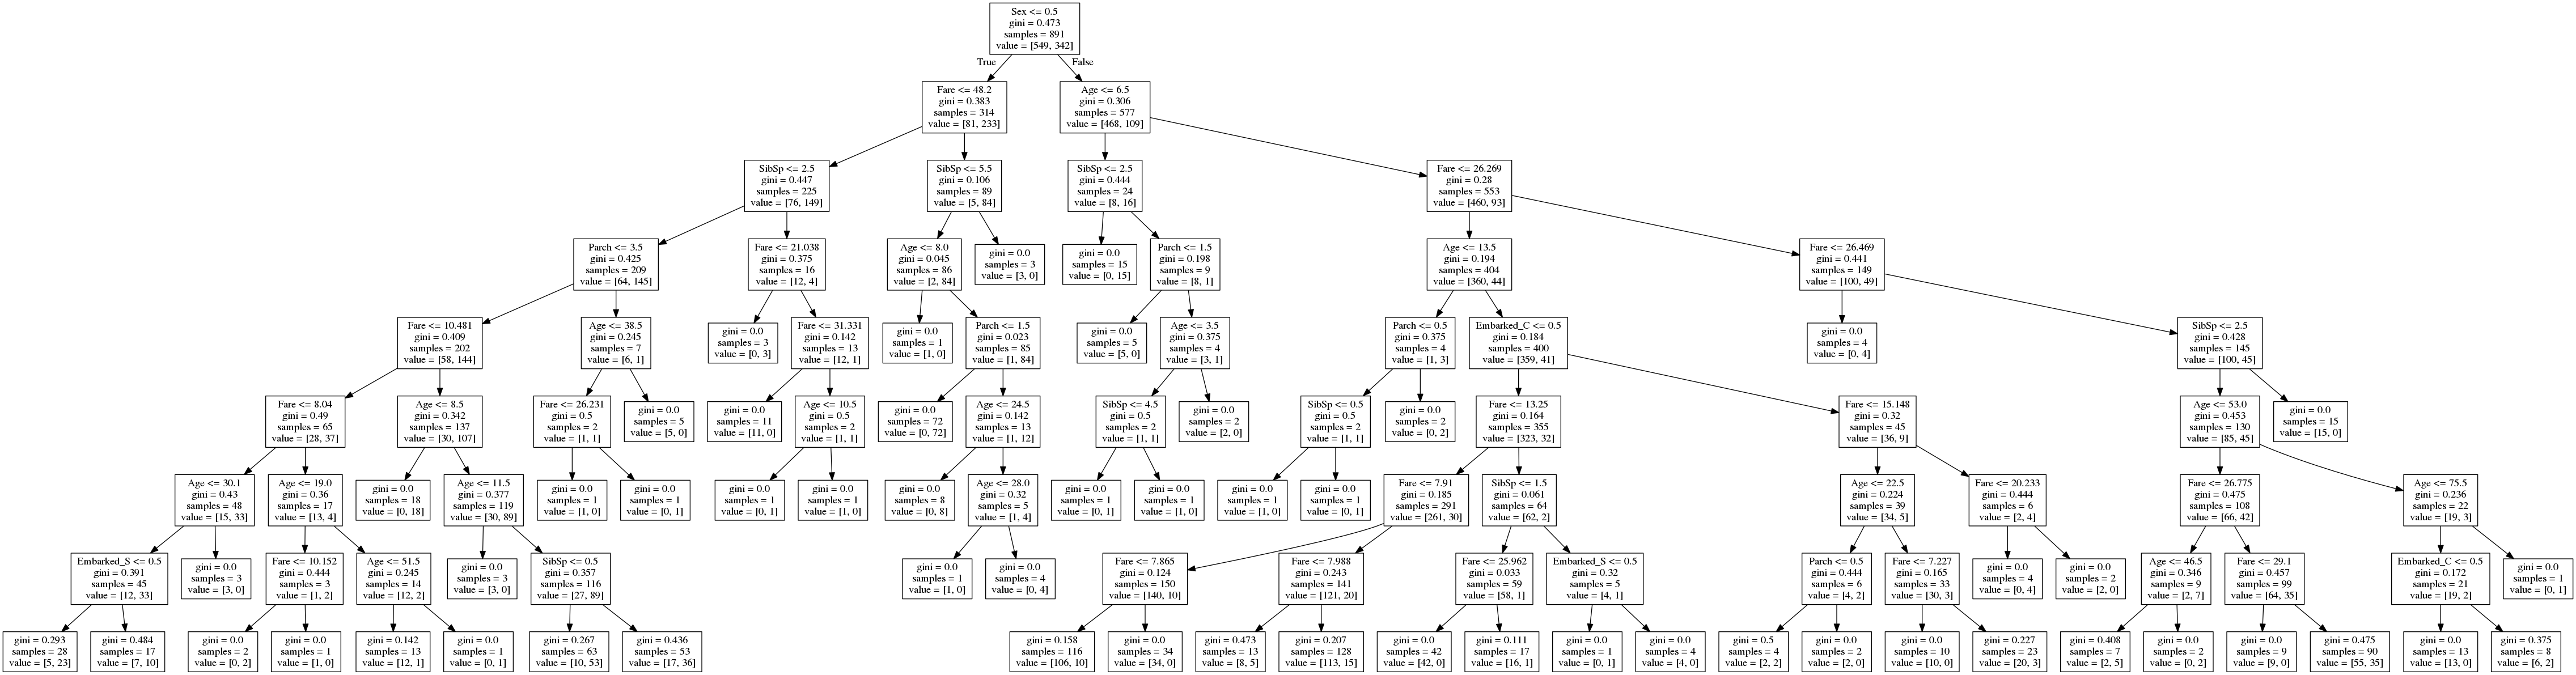 Sex <= 0.5
gini = 0.473
samples = 891
value = [549, 342]
True
False
Fare <= 48.2
gini = 0.383
samples = 314
value = [81, 233]
Age <= 6.5
gini = 0.306
samples = 577
value = [468, 109]
SibSp <= 2.5
gini = 0.447
samples = 225
value = [76, 149]
SibSp <= 5.5
gini = 0.106
samples = 89
value = [5, 84]
SibSp <= 2.5
gini = 0.444
samples = 24
value = [8, 16]
Fare <= 26.269
gini = 0.28
samples = 553
value = [460, 93]
Parch <= 3.5
gini = 0.425
samples = 209
value = [64, 145]
Fare <= 21.038
gini = 0.375
samples = 16
value = [12, 4]
Age <= 8.0
gini = 0.045
samples = 86
value = [2, 84]
gini = 0.0
samples = 3
value = [3, 0]
gini = 0.0
samples = 15
value = [0, 15]
Parch <= 1.5
gini = 0.198
samples = 9
value = [8, 1]
Age <= 13.5
gini = 0.194
samples = 404
value = [360, 44]
Fare <= 26.469
gini = 0.441
samples = 149
value = [100, 49]
Fare <= 10.481
gini = 0.409
samples = 202
value = [58, 144]
Age <= 38.5
gini = 0.245
samples = 7
value = [6, 1]
gini = 0.0
samples = 3
value = [0, 3]
Fare <= 31.331
gini = 0.142
samples = 13
value = [12, 1]
gini = 0.0
samples = 1
value = [1, 0]
Parch <= 1.5
gini = 0.023
samples = 85
value = [1, 84]
gini = 0.0
samples = 5
value = [5, 0]
Age <= 3.5
gini = 0.375
samples = 4
value = [3, 1]
Parch <= 0.5
gini = 0.375
samples = 4
value = [1, 3]
Embarked_C <= 0.5
gini = 0.184
samples = 400
value = [359, 41]
gini = 0.0
samples = 4
value = [0, 4]
SibSp <= 2.5
gini = 0.428
samples = 145
value = [100, 45]
Fare <= 8.04
gini = 0.49
samples = 65
value = [28, 37]
Age <= 8.5
gini = 0.342
samples = 137
value = [30, 107]
Fare <= 26.231
gini = 0.5
samples = 2
value = [1, 1]
gini = 0.0
samples = 5
value = [5, 0]
gini = 0.0
samples = 11
value = [11, 0]
Age <= 10.5
gini = 0.5
samples = 2
value = [1, 1]
gini = 0.0
samples = 72
value = [0, 72]
Age <= 24.5
gini = 0.142
samples = 13
value = [1, 12]
SibSp <= 4.5
gini = 0.5
samples = 2
value = [1, 1]
gini = 0.0
samples = 2
value = [2, 0]
SibSp <= 0.5
gini = 0.5
samples = 2
value = [1, 1]
gini = 0.0
samples = 2
value = [0, 2]
Fare <= 13.25
gini = 0.164
samples = 355
value = [323, 32]
Fare <= 15.148
gini = 0.32
samples = 45
value = [36, 9]
Age <= 53.0
gini = 0.453
samples = 130
value = [85, 45]
gini = 0.0
samples = 15
value = [15, 0]
Age <= 30.1
gini = 0.43
samples = 48
value = [15, 33]
Age <= 19.0
gini = 0.36
samples = 17
value = [13, 4]
gini = 0.0
samples = 18
value = [0, 18]
Age <= 11.5
gini = 0.377
samples = 119
value = [30, 89]
gini = 0.0
samples = 1
value = [1, 0]
gini = 0.0
samples = 1
value = [0, 1]
gini = 0.0
samples = 1
value = [0, 1]
gini = 0.0
samples = 1
value = [1, 0]
gini = 0.0
samples = 8
value = [0, 8]
Age <= 28.0
gini = 0.32
samples = 5
value = [1, 4]
gini = 0.0
samples = 1
value = [0, 1]
gini = 0.0
samples = 1
value = [1, 0]
gini = 0.0
samples = 1
value = [1, 0]
gini = 0.0
samples = 1
value = [0, 1]
Fare <= 7.91
gini = 0.185
samples = 291
value = [261, 30]
SibSp <= 1.5
gini = 0.061
samples = 64
value = [62, 2]
Age <= 22.5
gini = 0.224
samples = 39
value = [34, 5]
Fare <= 20.233
gini = 0.444
samples = 6
value = [2, 4]
Fare <= 26.775
gini = 0.475
samples = 108
value = [66, 42]
Age <= 75.5
gini = 0.236
samples = 22
value = [19, 3]
Embarked_S <= 0.5
gini = 0.391
samples = 45
value = [12, 33]
gini = 0.0
samples = 3
value = [3, 0]
Fare <= 10.152
gini = 0.444
samples = 3
value = [1, 2]
Age <= 51.5
gini = 0.245
samples = 14
value = [12, 2]
gini = 0.0
samples = 3
value = [3, 0]
SibSp <= 0.5
gini = 0.357
samples = 116
value = [27, 89]
gini = 0.0
samples = 1
value = [1, 0]
gini = 0.0
samples = 4
value = [0, 4]
Fare <= 7.865
gini = 0.124
samples = 150
value = [140, 10]
Fare <= 7.988
gini = 0.243
samples = 141
value = [121, 20]
Fare <= 25.962
gini = 0.033
samples = 59
value = [58, 1]
Embarked_S <= 0.5
gini = 0.32
samples = 5
value = [4, 1]
Parch <= 0.5
gini = 0.444
samples = 6
value = [4, 2]
Fare <= 7.227
gini = 0.165
samples = 33
value = [30, 3]
gini = 0.0
samples = 4
value = [0, 4]
gini = 0.0
samples = 2
value = [2, 0]
Age <= 46.5
gini = 0.346
samples = 9
value = [2, 7]
Fare <= 29.1
gini = 0.457
samples = 99
value = [64, 35]
Embarked_C <= 0.5
gini = 0.172
samples = 21
value = [19, 2]
gini = 0.0
samples = 1
value = [0, 1]
gini = 0.293
samples = 28
value = [5, 23]
gini = 0.484
samples = 17
value = [7, 10]
gini = 0.0
samples = 2
value = [0, 2]
gini = 0.0
samples = 1
value = [1, 0]
gini = 0.142
samples = 13
value = [12, 1]
gini = 0.0
samples = 1
value = [0, 1]
gini = 0.267
samples = 63
value = [10, 53]
gini = 0.436
samples = 53
value = [17, 36]
gini = 0.158
samples = 116
value = [106, 10]
gini = 0.0
samples = 34
value = [34, 0]
gini = 0.473
samples = 13
value = [8, 5]
gini = 0.207
samples = 128
value = [113, 15]
gini = 0.0
samples = 42
value = [42, 0]
gini = 0.111
samples = 17
value = [16, 1]
gini = 0.0
samples = 1
value = [0, 1]
gini = 0.0
samples = 4
value = [4, 0]
gini = 0.5
samples = 4
value = [2, 2]
gini = 0.0
samples = 2
value = [2, 0]
gini = 0.0
samples = 10
value = [10, 0]
gini = 0.227
samples = 23
value = [20, 3]
gini = 0.408
samples = 7
value = [2, 5]
gini = 0.0
samples = 2
value = [0, 2]
gini = 0.0
samples = 9
value = [9, 0]
gini = 0.475
samples = 90
value = [55, 35]
gini = 0.0
samples = 13
value = [13, 0]
gini = 0.375
samples = 8
value = [6, 2]